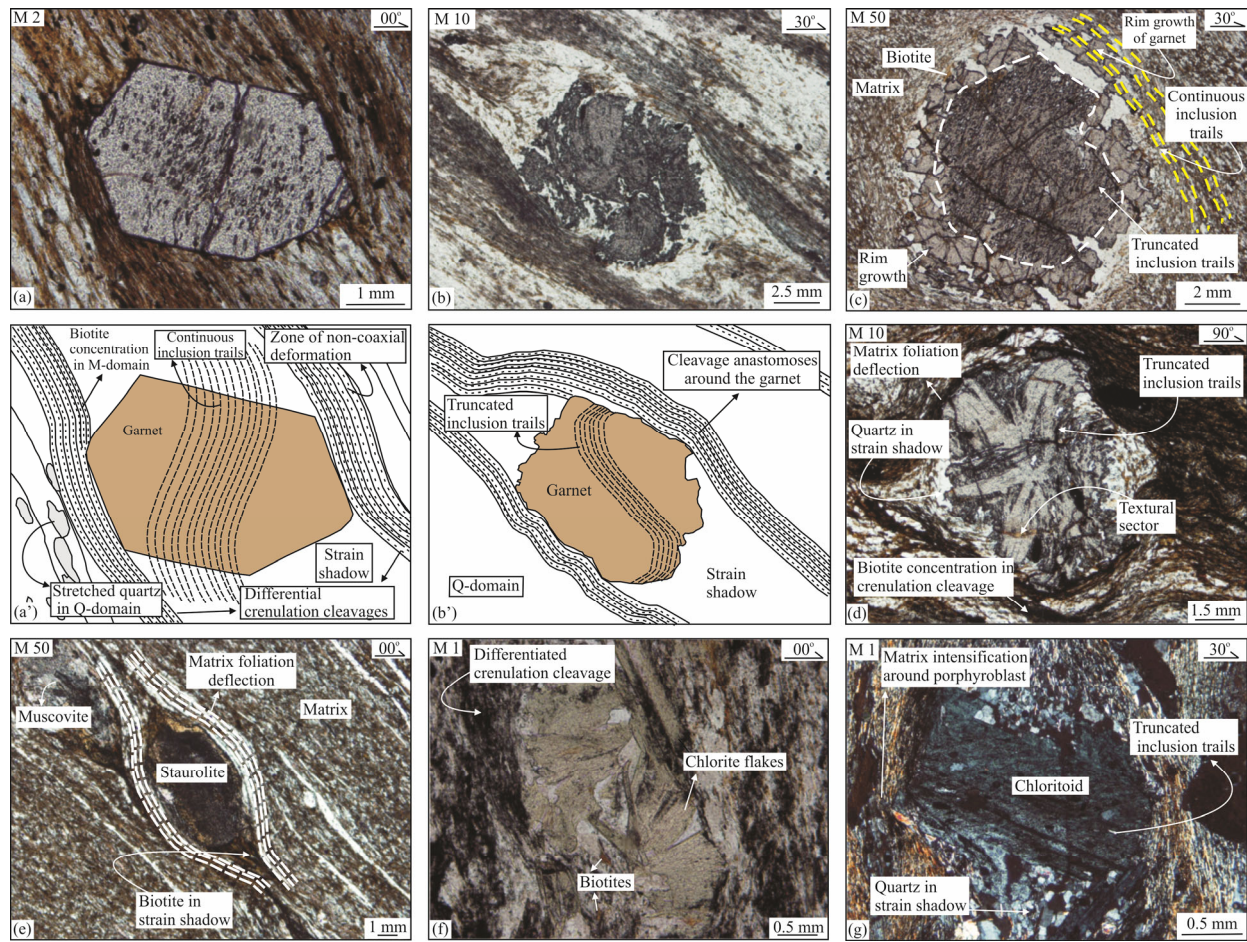 M 2
00°
(a)
1 mm
M 10
30°
(b)
2.5 mm
M 50
30°
Rim growth
of garnet
Biotite
Matrix
Continuous
inclusion
trails
Truncated
inclusion trails
Rim
growth
(c)
2 mm
Biotite
concentration
in M-domain
Continuous
inclusion trails
Zone of non-coaxial
deformation
Garnet
Strain
shadow
Stretched quartz
in Q-domain
Differential
crenulation cleavages
(a')
Cleavage anastomoses
around the garnet
Truncated
inclusion trails
Garnet
Q-domain
Strain
shadow
(b')
M 10
90°
Matrix foliation
deflection
Truncated
inclusion trails
Quartz in
strain shadow
Textural
sector
Biotite concentration in
crenulation cleavage
(d)
1.5 mm
M 50
00°
Matrix foliation
deflection
Muscovite
Matrix
Staurolite
Biotite in
strain shadow
(e)
1 mm
M 1
00°
Differentiated
crenulation cleavage
Chlorite flakes
Biotites
(f)
0.5 mm
M 1
30°
Matrix intensification
around porphyroblast
Truncated
inclusion trails
Chloritoid
Quartz in
strain shadow
(g)
0.5 mm